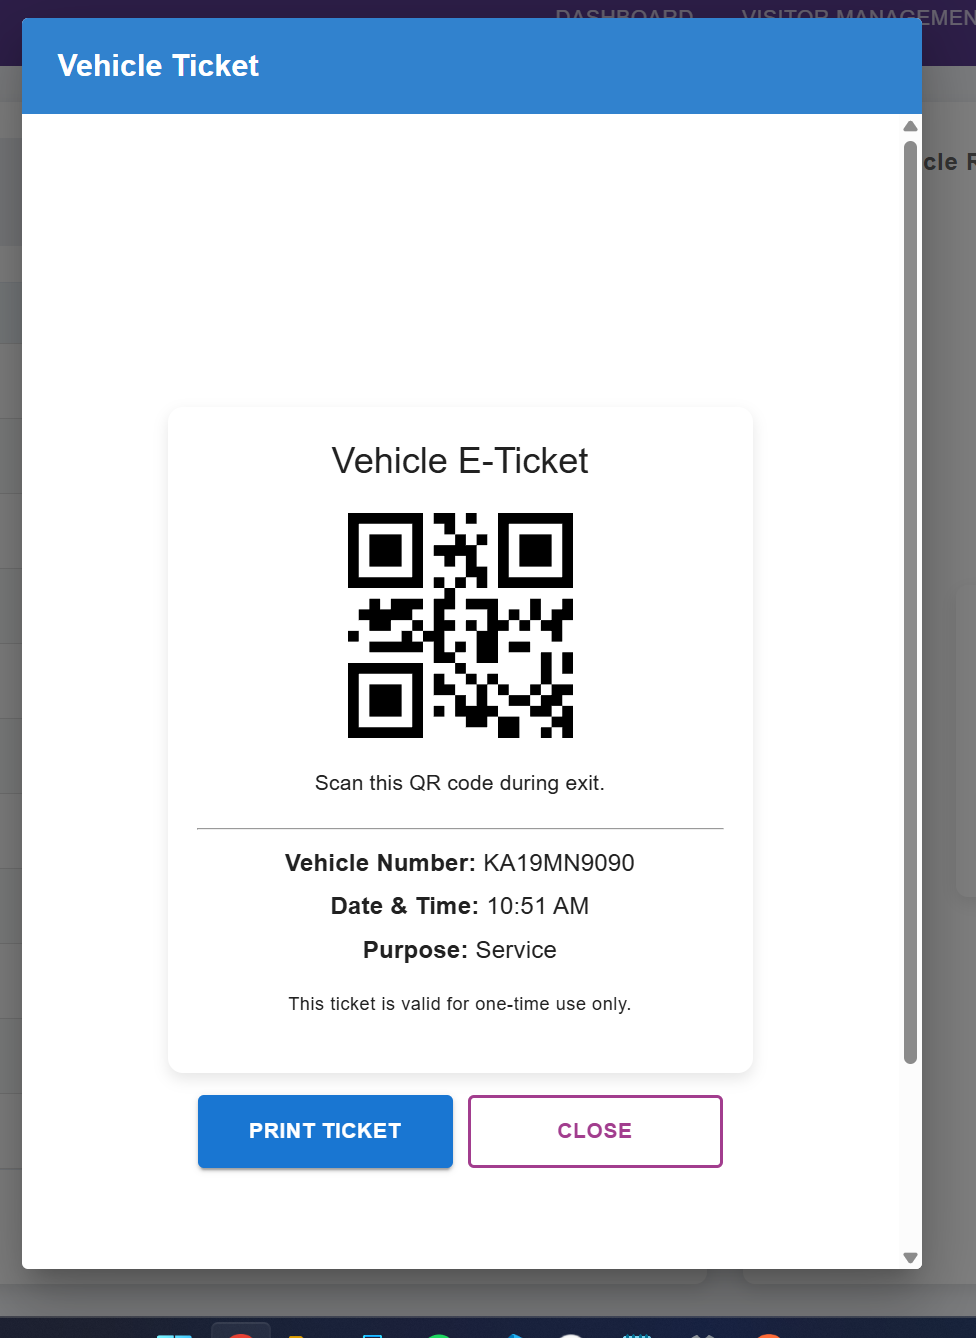 DASHBOARD
VISITOR MANAGEMEN
Vehicle Ticket
cle
Vehicle E-Ticket
Scan this QR code during exit.
Vehicle Number: KA19MN9090
Date & Time: 10:51 AM
Purpose: Service
This ticket is valid for one-time use only.
PRINT TICKET
CLOSE